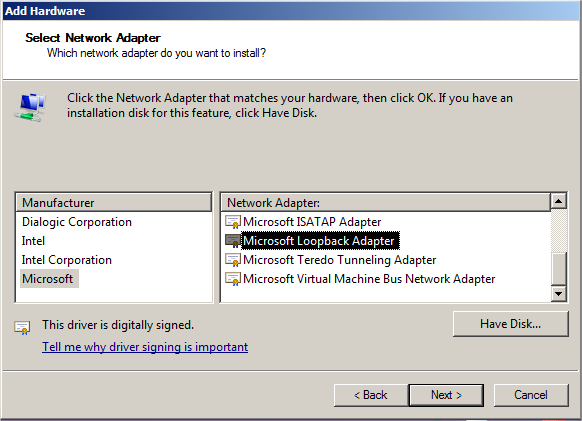 Add Hardware
Select Network Adapter
Which network adapter do you want to install?
Click the Network Adapter that matches your hardware, then click OK. If you have an
installation disk for this feature, click Have Disk.
Manufacturer
Dialogic Corporation
Intel
Intel Corporation
Microsoft
Network Adapter:
Microsoft ISATAP Adapter
Microsoft Loopback Adapter
Microsoft Teredo Tunneling Adapter
Microsoft Virtual Machine Bus Network Adapter
This driver is digitally signed.
Tell me why driver signing is important
Have Disk...
< Back
Next >
Cancel